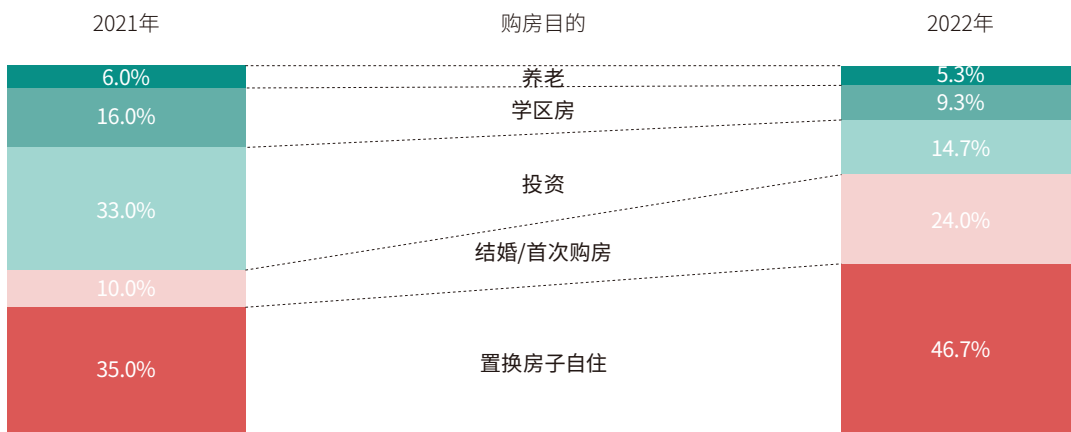 2021年 购房目的 2022年
6.0% 养老 5.3%
16.0% 学区房 9.3%
33.0% 投资 14.7%
10.0% 结婚/首次购房 24.0%
35.0% 置换房子自住 46.7%